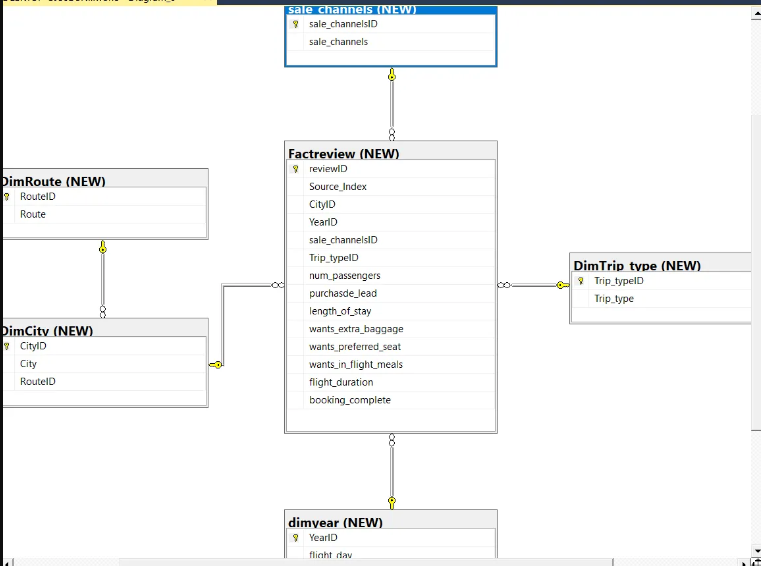 sale_channels (NEW)
sale_channelsID
sale_channels
Factreview (NEW)
reviewID
Source_Index
CityID
YearID
sale_channelsID
Trip_typeID
num_passengers
purchasde_lead
length_of_stay
wants_extra_baggage
wants_preferred_seat
wants_in_flight_meals
flight_duration
booking_complete
DimRoute (NEW)
RouteID
Route
DimCity (NEW)
CityID
City
RouteID
DimTrip_type (NEW)
Trip_typeID
Trip_type
dimyear (NEW)
YearID
flight_day